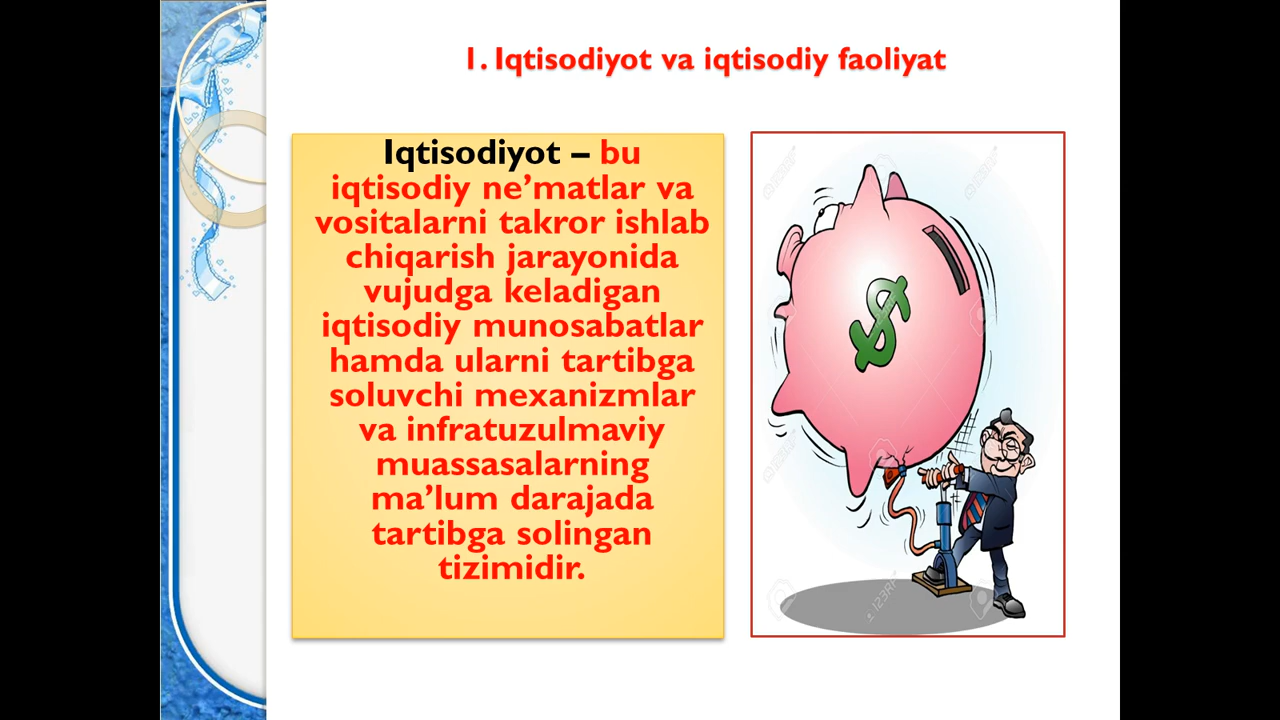 1. Iqtisodiyot va iqtisodiy faoliyat
Iqtisodiyot – bu
iqtisodiy ne’matlar va
vositalarni takror ishlab
chiqarish jarayonida
vujudga keladigan
iqtisodiy munosabatlar
hamda ularni tartibga
soluvchi mexanizmlar
va infratuzulmaviy
muassasalarning
ma’lum darajada
tartibga solingan
tizimidir.
$
123RF